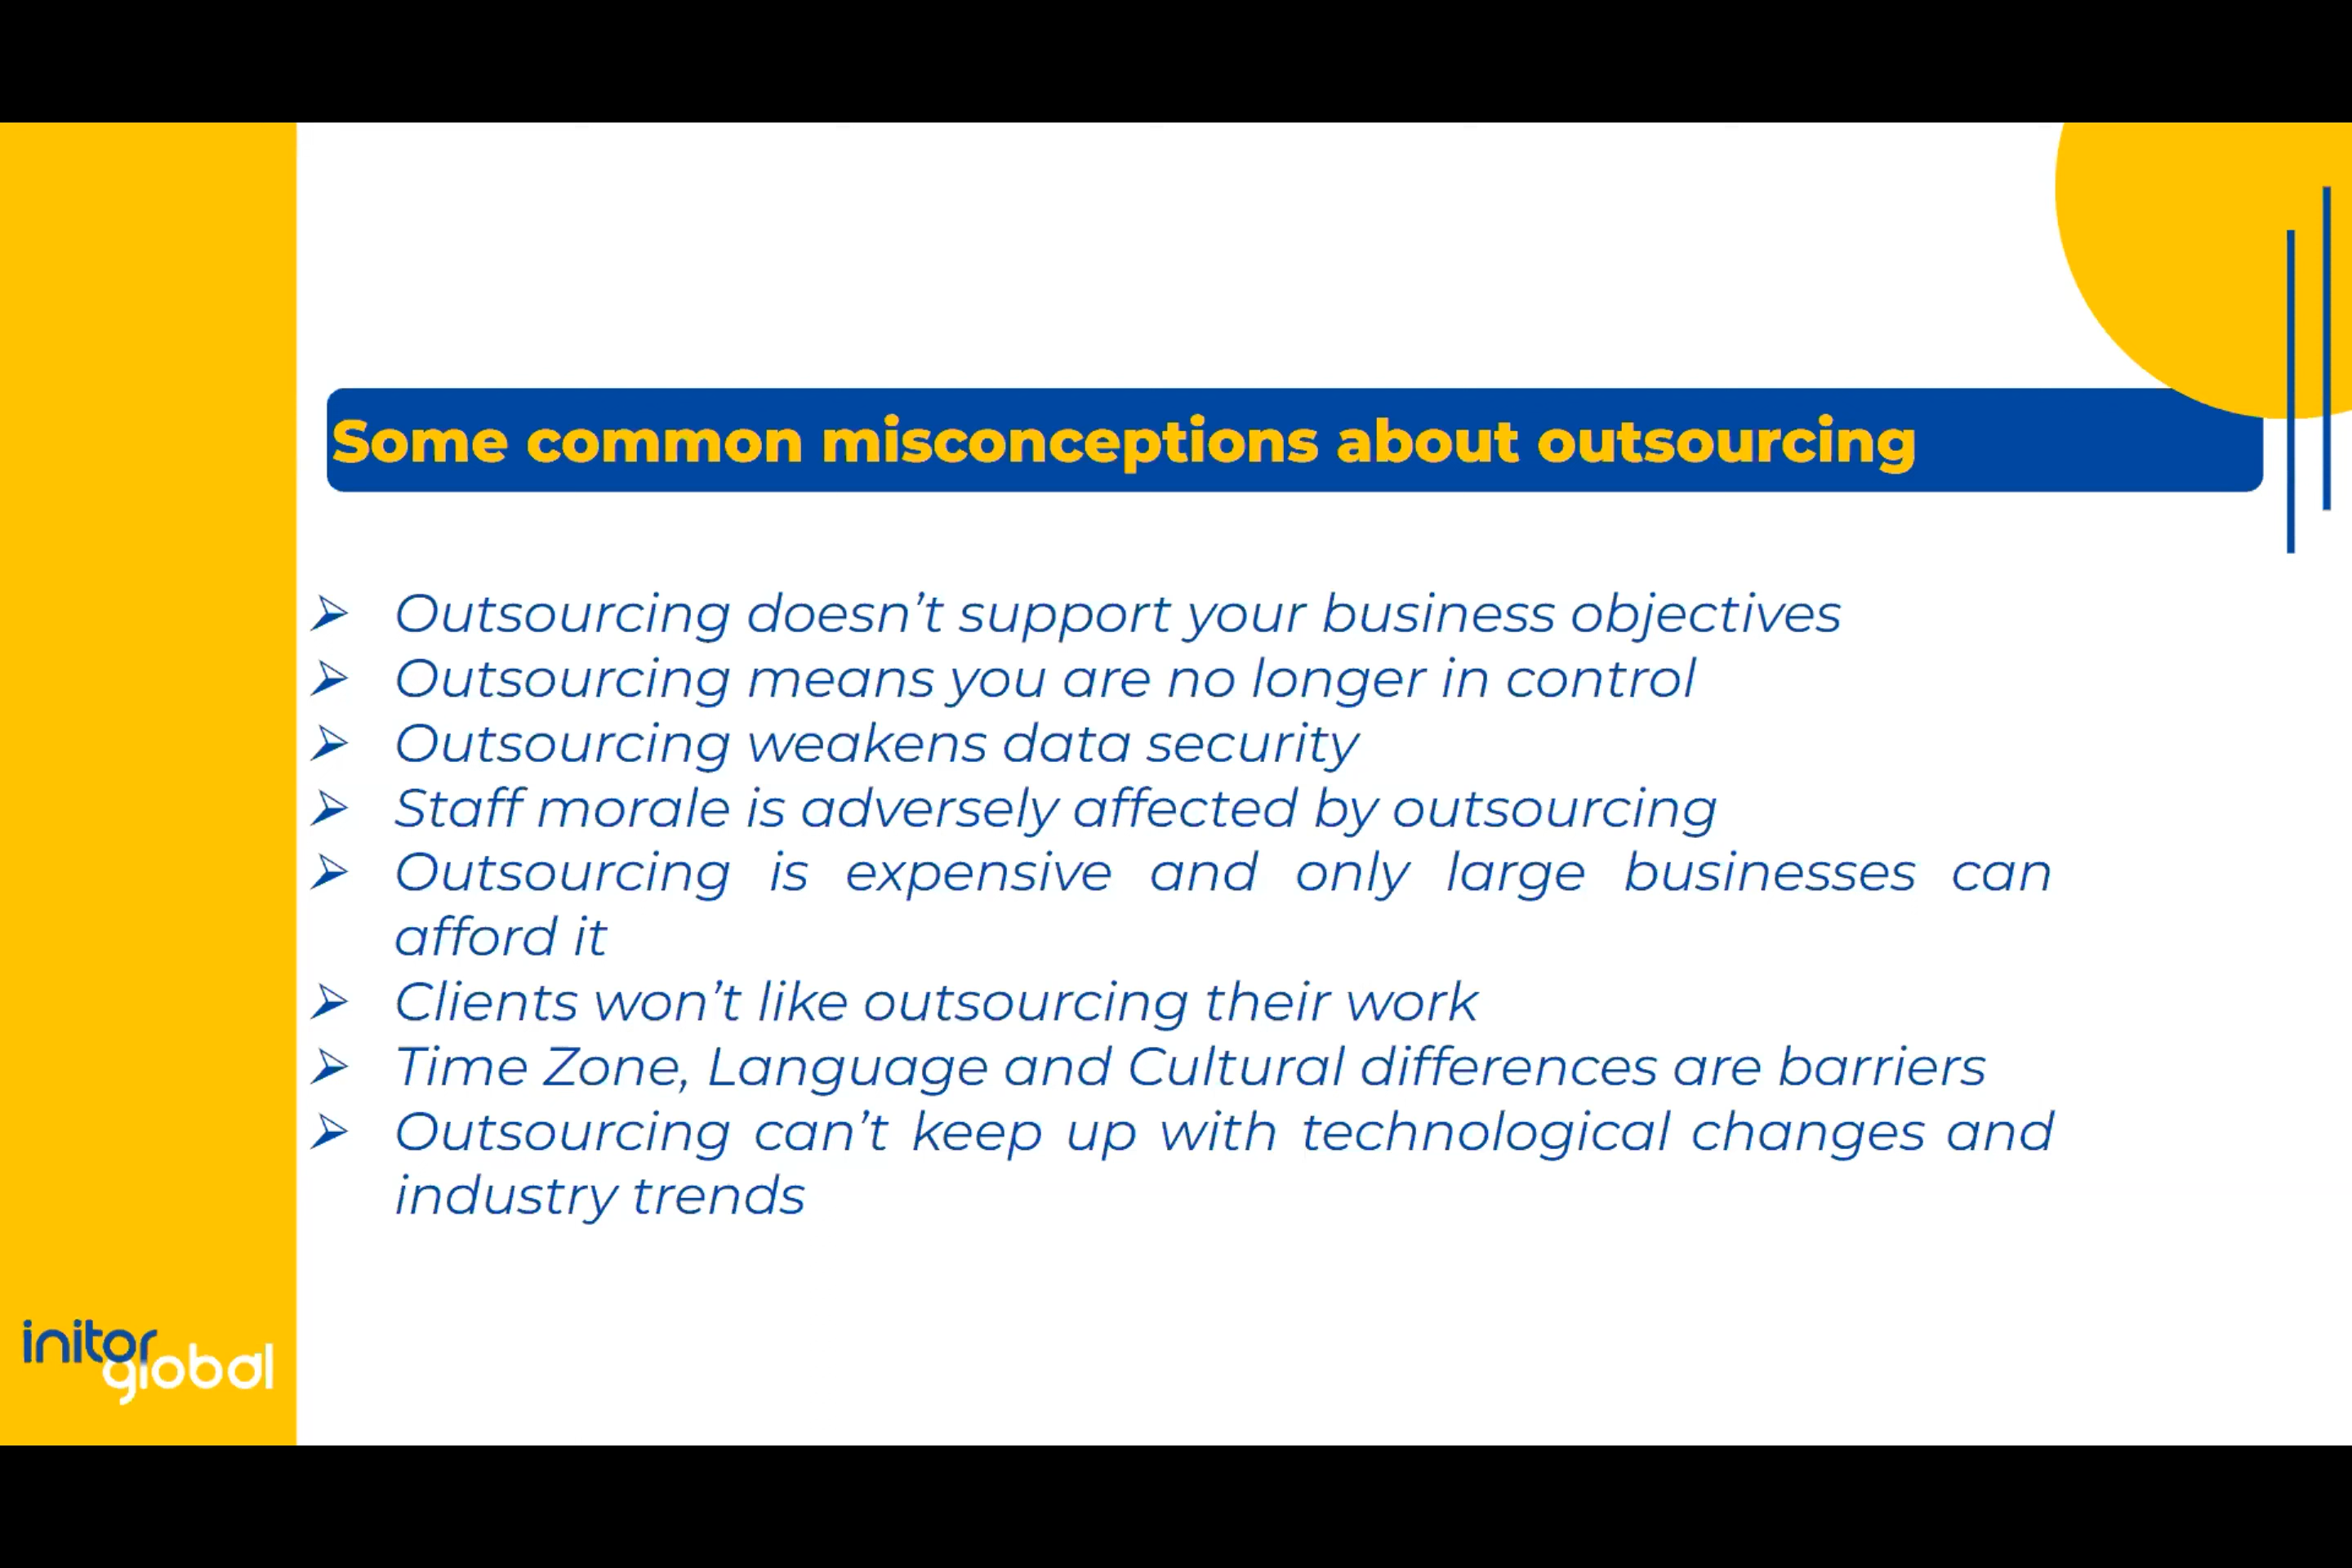 Some common misconceptions about outsourcing
➢ Outsourcing doesn’t support your business objectives
➢ Outsourcing means you are no longer in control
➢ Outsourcing weakens data security
➢ Staff morale is adversely affected by outsourcing
➢ Outsourcing is expensive and only large businesses can
afford it
➢ Clients won’t like outsourcing their work
➢ Time Zone, Language and Cultural differences are barriers
➢ Outsourcing can’t keep up with technological changes and
industry trends
initor
global